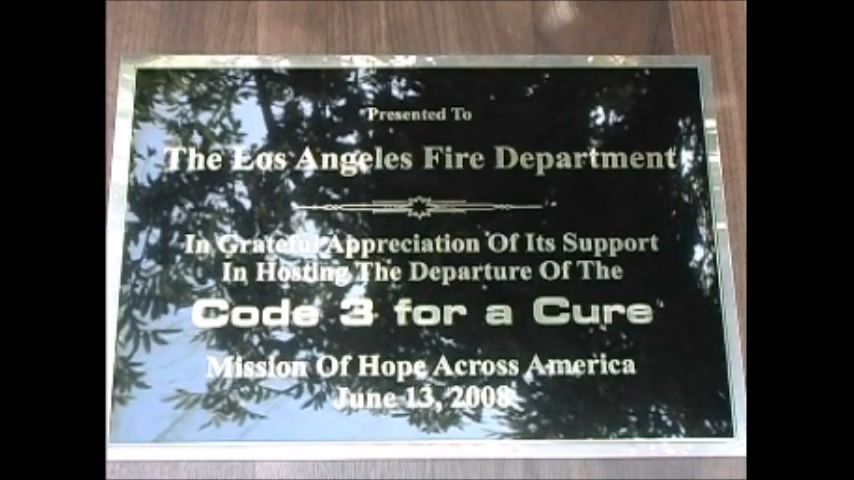 Presented To
The Los Angeles Fire Department
In Grateful Appreciation Of Its Support
In Hosting The Departure Of The
Code 3 for a Cure
Mission Of Hope Across America
June 13, 2008